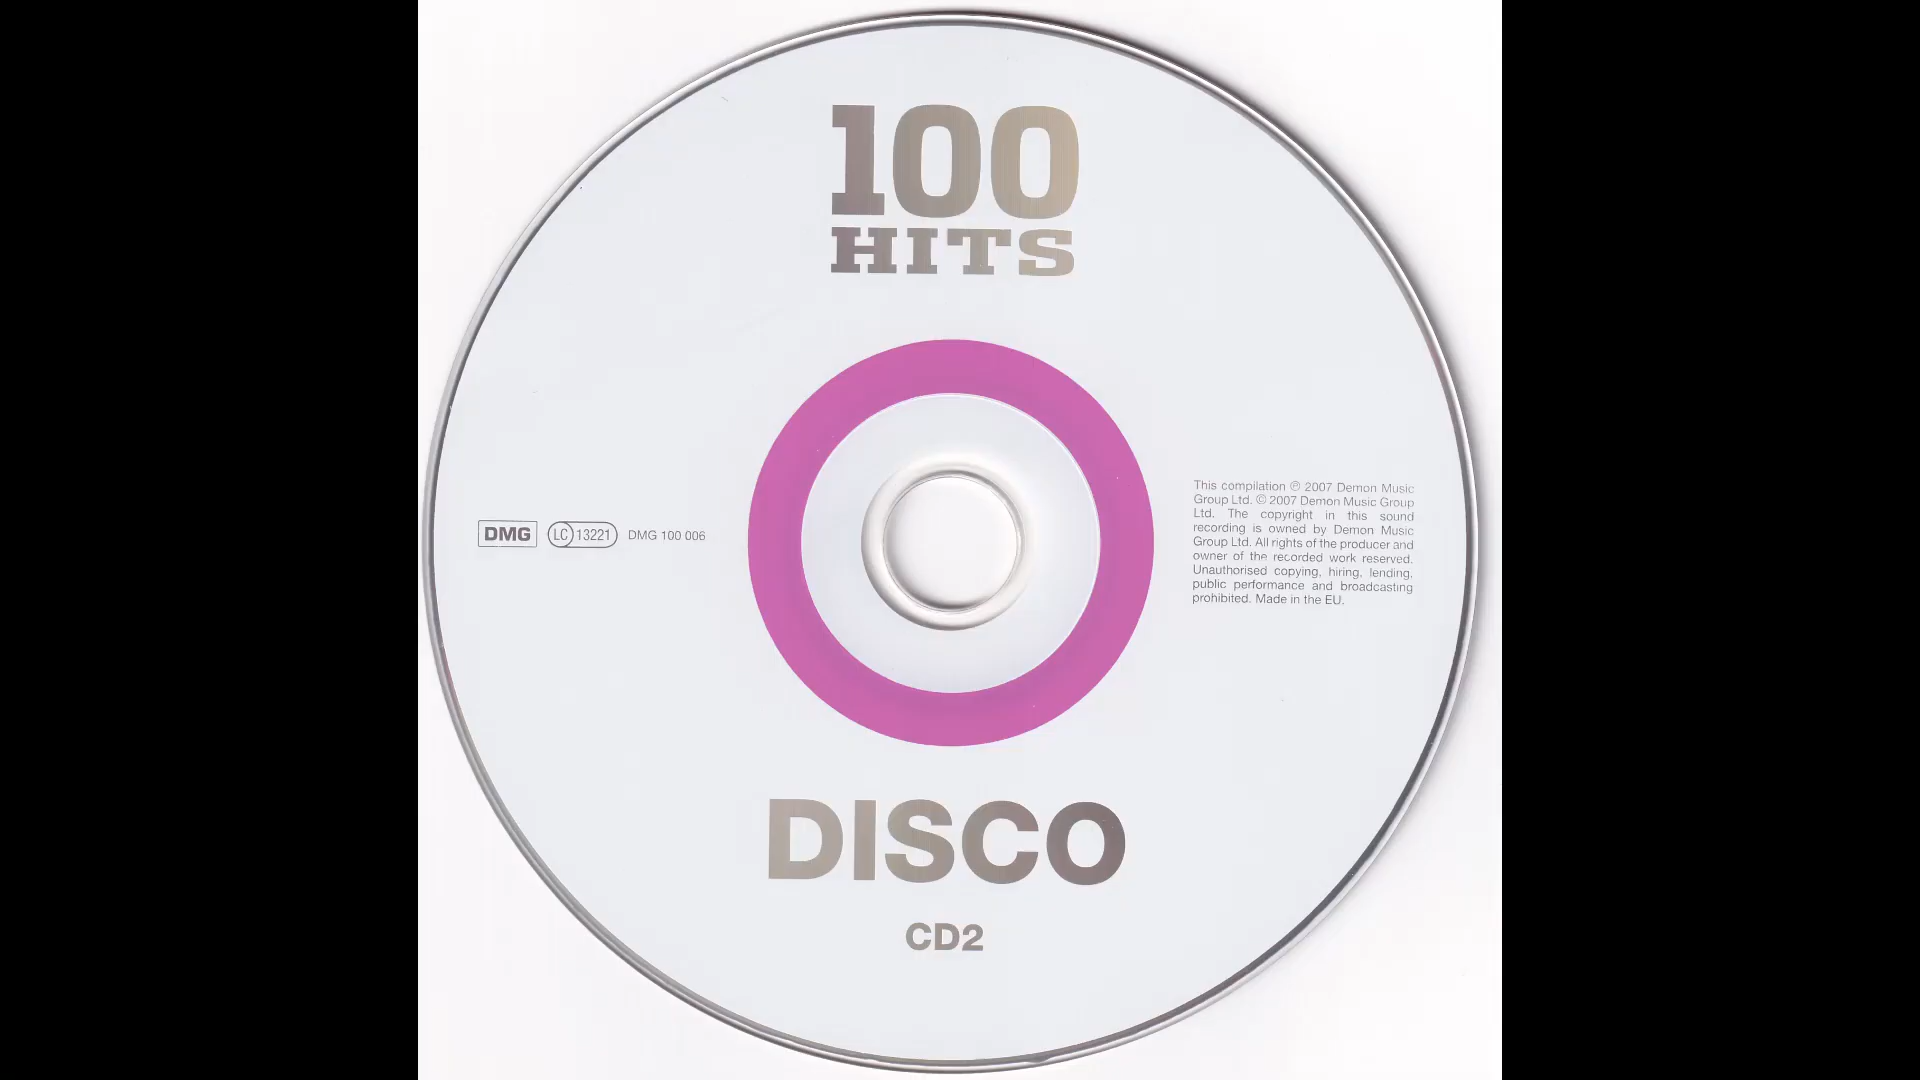 100
HITS
DMG LC 13221 DMG 100 006
This compilation ℗ 2007 Demon Music
Group Ltd. © 2007 Demon Music Group
Ltd. The copyright in this sound
recording is owned by Demon Music
Group Ltd. All rights of the producer and
owner of the recorded work reserved.
Unauthorised copying, hiring, lending,
public performance and broadcasting
prohibited. Made in the EU.
DISCO
CD2